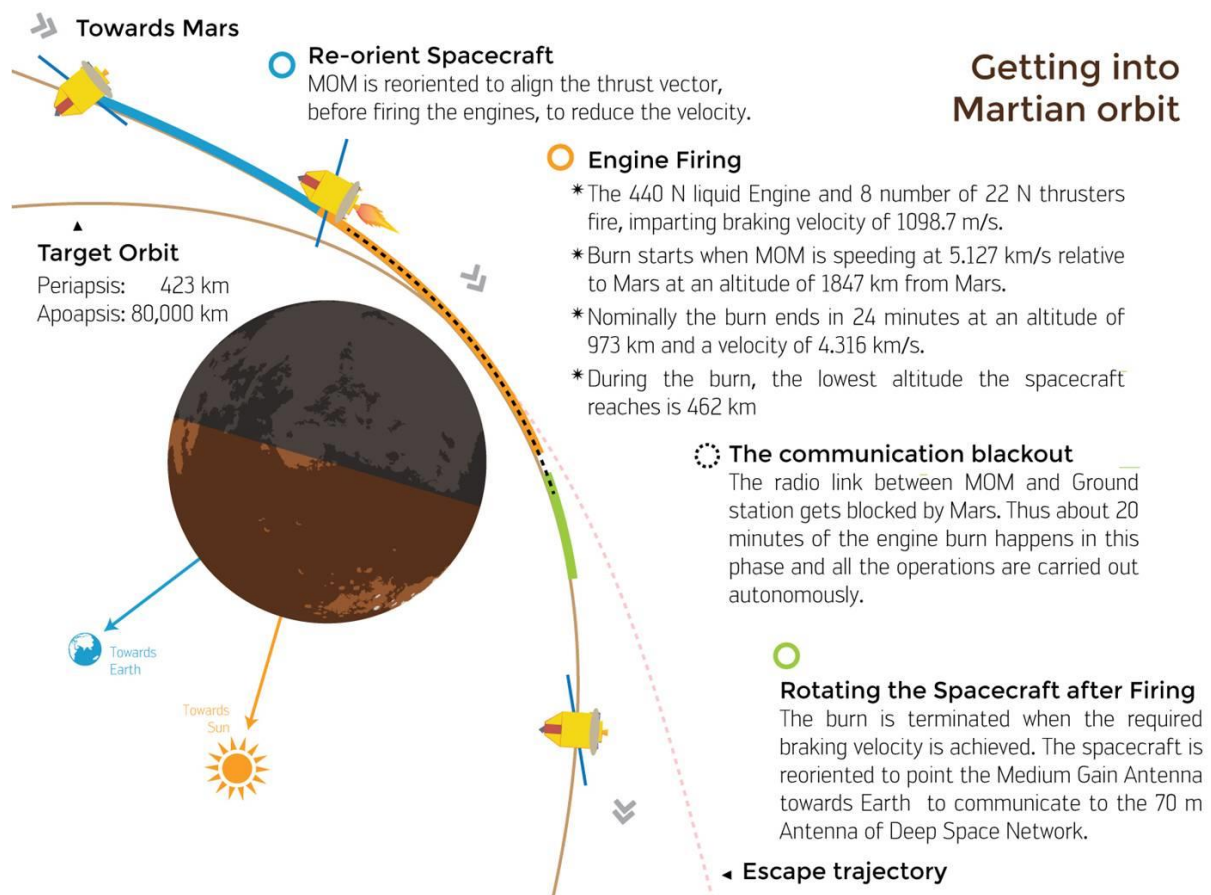 Towards Mars
Re-orient Spacecraft
MOM is reoriented to align the thrust vector,
before firing the engines, to reduce the velocity.
Getting into
Martian orbit
Engine Firing
* The 440 N liquid Engine and 8 number of 22 N thrusters
fire, imparting braking velocity of 1098.7 m/s.
* Burn starts when MOM is speeding at 5.127 km/s relative
to Mars at an altitude of 1847 km from Mars.
* Nominally the burn ends in 24 minutes at an altitude of
973 km and a velocity of 4.316 km/s.
* During the burn, the lowest altitude the spacecraft
reaches is 462 km
Target Orbit
Periapsis: 423 km
Apoapsis: 80,000 km
The communication blackout
The radio link between MOM and Ground
station gets blocked by Mars. Thus about 20
minutes of the engine burn happens in this
phase and all the operations are carried out
autonomously.
Towards
Earth
Towards
Sun
Rotating the Spacecraft after Firing
The burn is terminated when the required
braking velocity is achieved. The spacecraft is
reoriented to point the Medium Gain Antenna
towards Earth to communicate to the 70 m
Antenna of Deep Space Network.
Escape trajectory